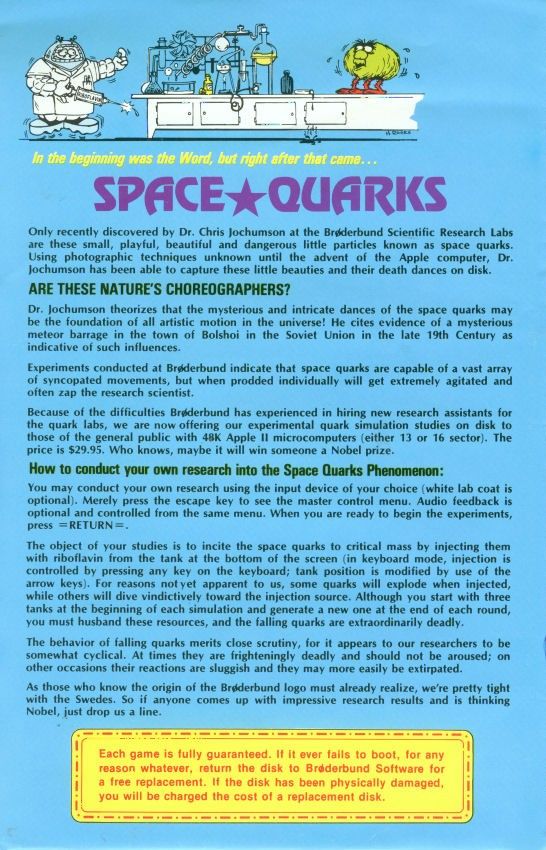 RIBOFLAVIN
In the beginning was the Word, but right after that came...
SPACE★QUARKS
Only recently discovered by Dr. Chris Jochumson at the Brøderbund Scientific Research Labs
are these small, playful, beautiful and dangerous little particles known as space quarks.
Using photographic techniques unknown until the advent of the Apple computer, Dr.
Jochumson has been able to capture these little beauties and their death dances on disk.
ARE THESE NATURE'S CHOREOGRAPHERS?
Dr. Jochumson theorizes that the mysterious and intricate dances of the space quarks may
be the foundation of all artistic motion in the universe! He cites evidence of a mysterious
meteor barrage in the town of Bolshoi in the Soviet Union in the late 19th Century as
indicative of such influences.
Experiments conducted at Brøderbund indicate that space quarks are capable of a vast array
of syncopated movements, but when prodded individually will get extremely agitated and
often zap the research scientist.
Because of the difficulties Brøderbund has experienced in hiring new research assistants for
the quark labs, we are now offering our experimental quark simulation studies on disk to
those of the general public with 48K Apple II microcomputers (either 13 or 16 sector). The
price is $29.95. Who knows, maybe it will win someone a Nobel prize.
How to conduct your own research into the Space Quarks Phenomenon:
You may conduct your own research using the input device of your choice (white lab coat is
optional). Merely press the escape key to see the master control menu. Audio feedback is
optional and controlled from the same menu. When you are ready to begin the experiments,
press =RETURN=.
The object of your studies is to incite the space quarks to critical mass by injecting them
with riboflavin from the tank at the bottom of the screen (in keyboard mode, injection is
controlled by pressing any key on the keyboard; tank position is modified by use of the
arrow keys). For reasons not yet apparent to us, some quarks will explode when injected,
while others will dive vindictively toward the injection source. Although you start with three
tanks at the beginning of each simulation and generate a new one at the end of each round,
you must husband these resources, and the falling quarks are extraordinarily deadly.
The behavior of falling quarks merits close scrutiny, for it appears to our researchers to be
somewhat cyclical. At times they are frighteningly deadly and should not be aroused; on
other occasions their reactions are sluggish and they may more easily be extirpated.
As those who know the origin of the Brøderbund logo must already realize, we're pretty tight
with the Swedes. So if anyone comes up with impressive research results and is thinking
Nobel, just drop us a line.
Each game is fully guaranteed. If it ever fails to boot, for any
reason whatever, return the disk to Brøderbund Software for
a free replacement. If the disk has been physically damaged,
you will be charged the cost of a replacement disk.